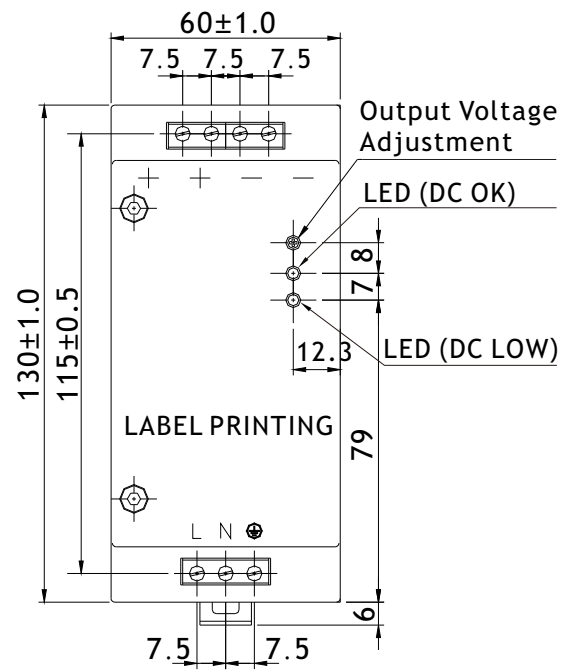 60±1.0
7.5 7.5 7.5
Output Voltage
Adjustment
+ + − −
LED (DC OK)
8
7
130±1.0
115±0.5
12.3
LED (DC LOW)
LABEL PRINTING
79
L N ⏚
6
7.5 7.5